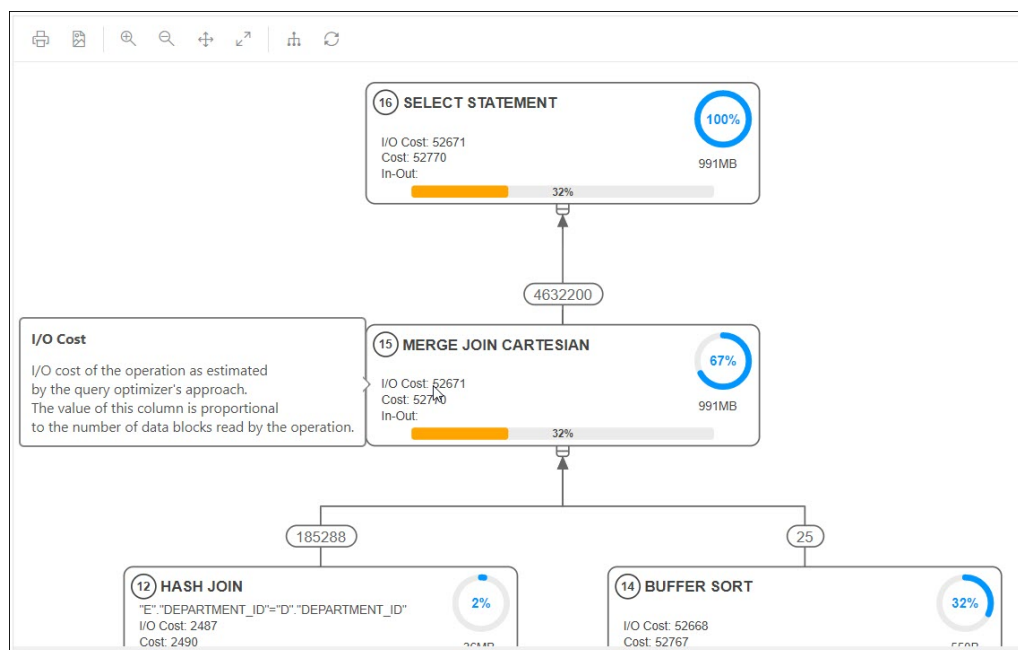 16 SELECT STATEMENT
100%
I/O Cost: 52671
Cost: 52770
In-Out:
991MB
32%
4632200
I/O Cost
I/O cost of the operation as estimated
by the query optimizer's approach.
The value of this column is proportional
to the number of data blocks read by the operation.
15 MERGE JOIN CARTESIAN
67%
I/O Cost: 52671
Cost: 52770
In-Out:
991MB
32%
185288
25
12 HASH JOIN
"E"."DEPARTMENT_ID"="D"."DEPARTMENT_ID"
2%
I/O Cost: 2487
Cost: 2490
14 BUFFER SORT
32%
I/O Cost: 52668
Cost: 52767